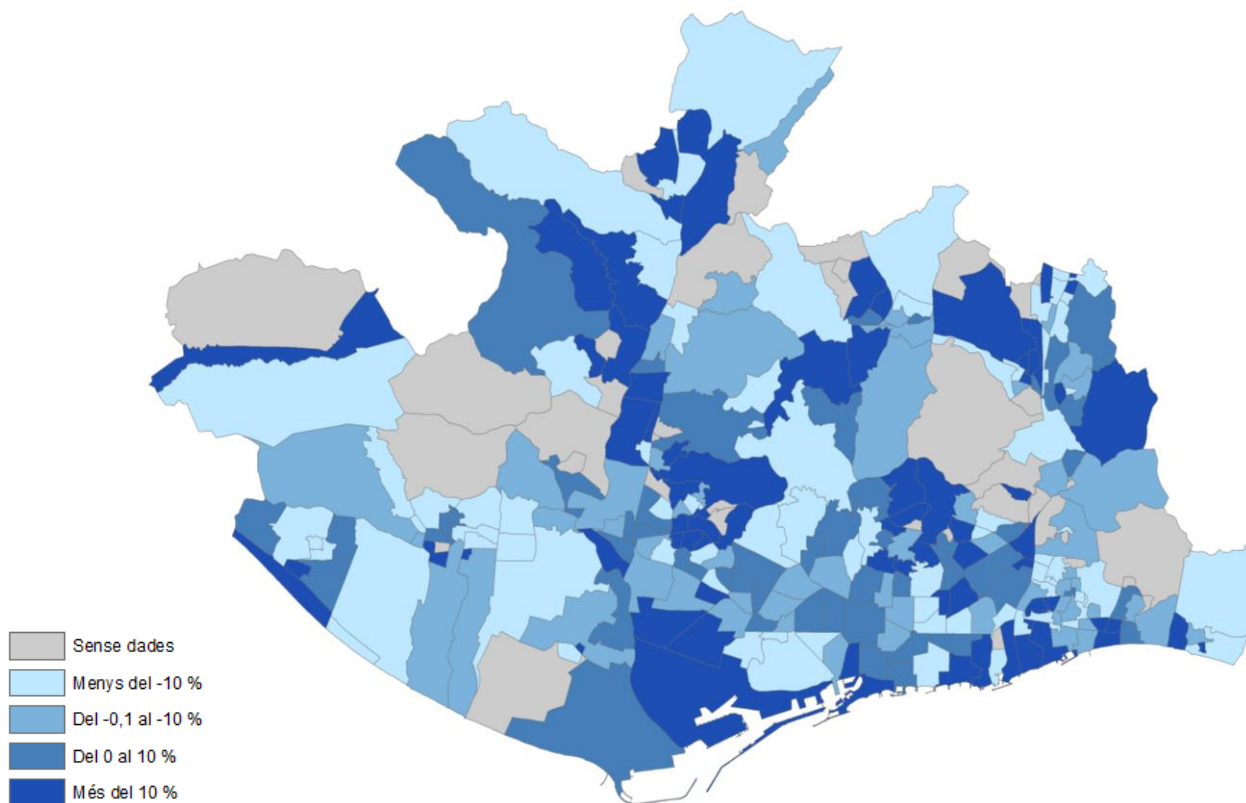 Sense dades
Menys del -10 %
Del -0,1 al -10 %
Del 0 al 10 %
Més del 10 %